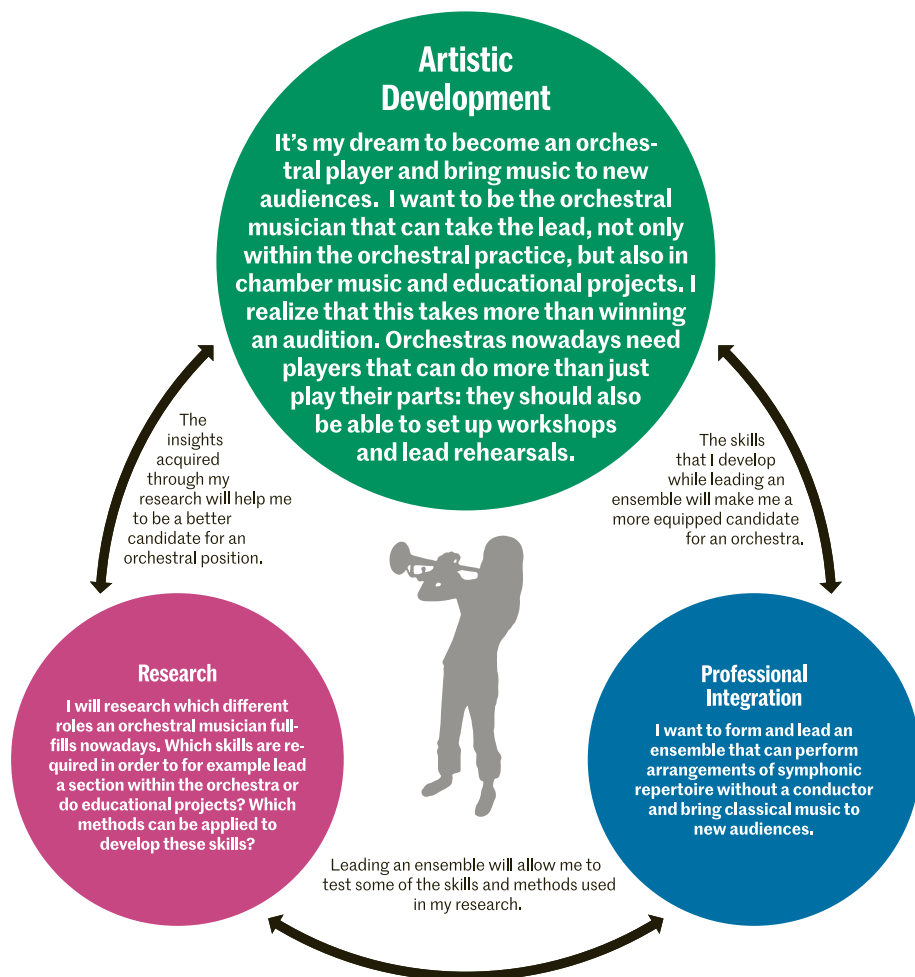 Artistic
Development
It’s my dream to become an orches-
tral player and bring music to new
audiences.  I want to be the orchestral
musician that can take the lead, not only
within the orchestral practice, but also in
chamber music and educational projects. I
realize that this takes more than winning
an audition. Orchestras nowadays need
players that can do more than just
play their parts: they should also
be able to set up workshops
and lead rehearsals.
The
insights
acquired
through my
research will help me
to be a better
candidate for an
orchestral position.
The skills
that I develop
while leading an
ensemble will make me a
more equipped candidate
for an orchestra.
Research
I will research which different
roles an orchestral musician full-
fills nowadays. Which skills are re-
quired in order to for example lead
a section within the orchestra or
do educational projects? Which
methods can be applied to
develop these skills?
Professional
Integration
I want to form and lead an
ensemble that can perform
arrangements of symphonic
repertoire without a conductor
and bring classical music to
new audiences.
Leading an ensemble will allow me to
test some of the skills and methods used
in my research.